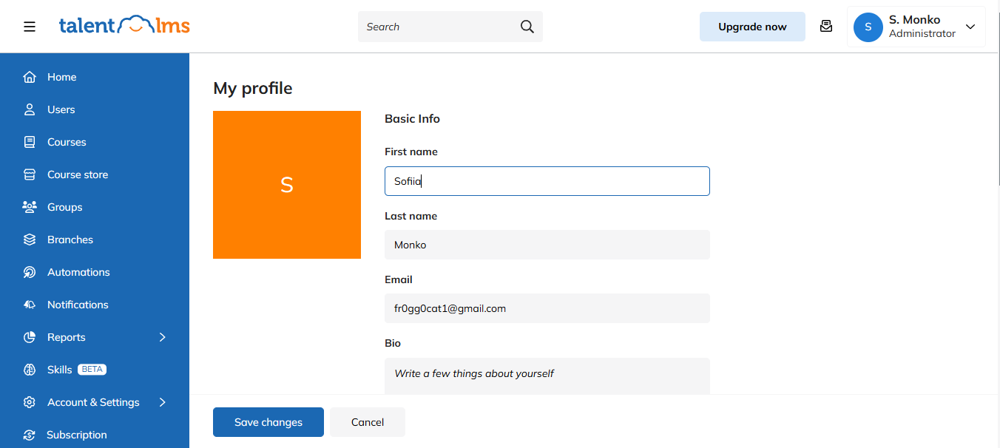 talentlms
Search
Upgrade now
S
S. Monko
Administrator
Home
Users
Courses
Course store
Groups
Branches
Automations
Notifications
Reports
Skills BETA
Account & Settings
Subscription
My profile
S
Basic Info
First name
Sofiia
Last name
Monko
Email
fr0gg0cat1@gmail.com
Bio
Write a few things about yourself
Save changes
Cancel